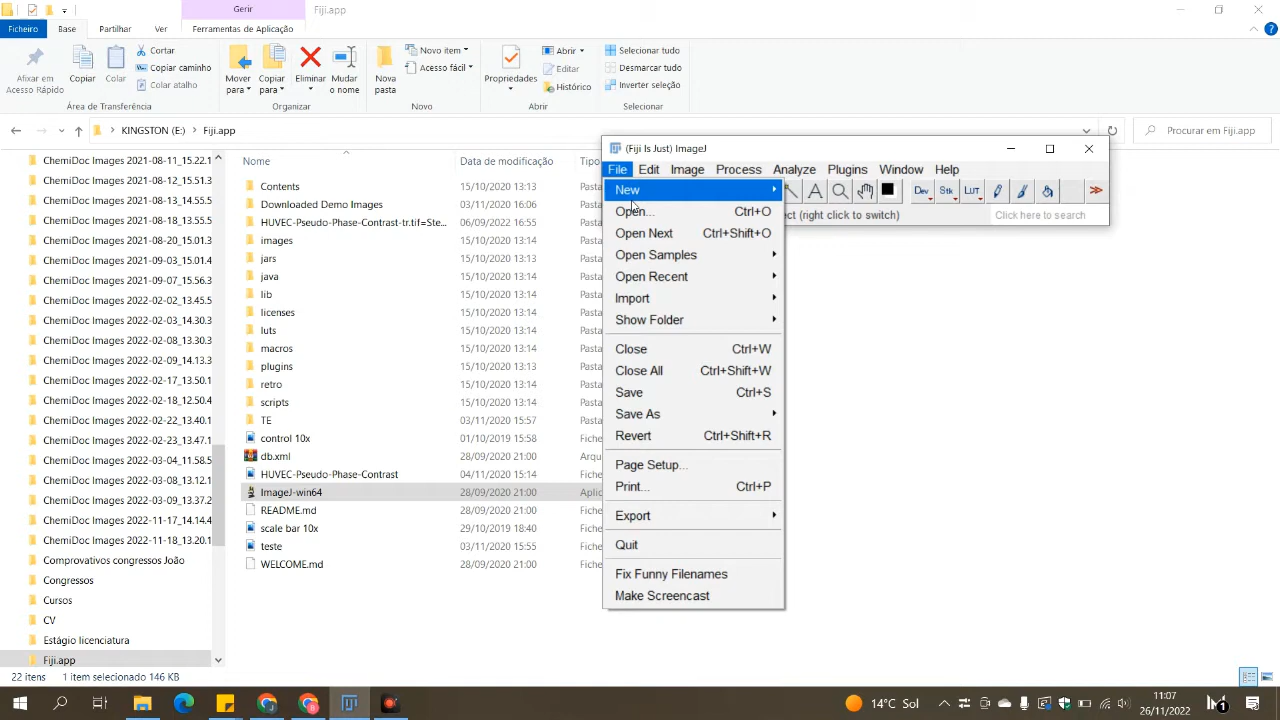 Gerir
Fiji.app
Ficheiro
Base
Partilhar
Ver
Ferramentas de Aplicação
Afixar em
Acesso Rápido
Copiar
Colar
Cortar
Copiar caminho
Colar atalho
Área de Transferência
Mover
para
Copiar
para
Eliminar
Mudar
o nome
Organizar
Nova
pasta
Novo item
Acesso fácil
Novo
Propriedades
Abrir
Editar
Histórico
Abrir
Selecionar tudo
Desmarcar tudo
Inverter seleção
Selecionar
KINGSTON (E:)
Fiji.app
Procurar em Fiji.app
ChemiDoc Images 2021-08-11_15.22.1
ChemiDoc Images 2021-08-12_15.51.3
ChemiDoc Images 2021-08-13_14.55.5
ChemiDoc Images 2021-08-18_13.55.5
ChemiDoc Images 2021-08-20_15.01.4
ChemiDoc Images 2021-09-03_15.01.4
ChemiDoc Images 2021-09-07_15.56.3
ChemiDoc Images 2022-02-02_13.45.5
ChemiDoc Images 2022-02-03_14.30.3
ChemiDoc Images 2022-02-08_13.30.3
ChemiDoc Images 2022-02-09_14.13.3
ChemiDoc Images 2022-02-17_13.50.1
ChemiDoc Images 2022-02-18_12.50.4
ChemiDoc Images 2022-02-22_13.40.1
ChemiDoc Images 2022-02-23_13.47.1
ChemiDoc Images 2022-03-04_11.58.5
ChemiDoc Images 2022-03-08_13.12.1
ChemiDoc Images 2022-03-09_13.37.2
ChemiDoc Images 2022-11-17_14.14.4
ChemiDoc Images 2022-11-18_13.20.1
Comprovativos congressos João
Congressos
Cursos
CV
Estágio licenciatura
Fiji.app
Nome Data de modificação Tipo
Contents 15/10/2020 13:13 Pasta
Downloaded Demo Images 03/11/2020 16:06 Pasta
HUVEC-Pseudo-Phase-Contrast-tr.tif=Ste... 06/09/2022 16:55 Pasta
images 15/10/2020 13:14 Pasta
jars 15/10/2020 13:13 Pasta
java 15/10/2020 13:14 Pasta
lib 15/10/2020 13:14 Pasta
licenses 15/10/2020 13:14 Pasta
luts 15/10/2020 13:14 Pasta
macros 15/10/2020 13:14 Pasta
plugins 15/10/2020 13:13 Pasta
retro 15/10/2020 13:14 Pasta
scripts 15/10/2020 13:14 Pasta
TE 03/11/2020 15:57 Pasta
control 10x 01/10/2019 15:58 Fiche
db.xml 28/09/2020 21:00 Arqu
HUVEC-Pseudo-Phase-Contrast 04/11/2020 15:14 Fiche
ImageJ-win64 28/09/2020 21:00 Aplic
README.md 28/09/2020 21:00 Fiche
scale bar 10x 29/10/2019 18:40 Fiche
teste 03/11/2020 15:55 Fiche
WELCOME.md 28/09/2020 21:00 Fiche
(Fiji Is Just) ImageJ
File Edit Image Process Analyze Plugins Window Help
Dev Stk LUT
ect (right click to switch)
Click here to search
New
Open... Ctrl+O
Open Next Ctrl+Shift+O
Open Samples
Open Recent
Import
Show Folder
Close Ctrl+W
Close All Ctrl+Shift+W
Save Ctrl+S
Save As
Revert Ctrl+Shift+R
Page Setup...
Print... Ctrl+P
Export
Quit
Fix Funny Filenames
Make Screencast
22 itens 1 item selecionado 146 KB
14°C Sol
11:07
26/11/2022
1